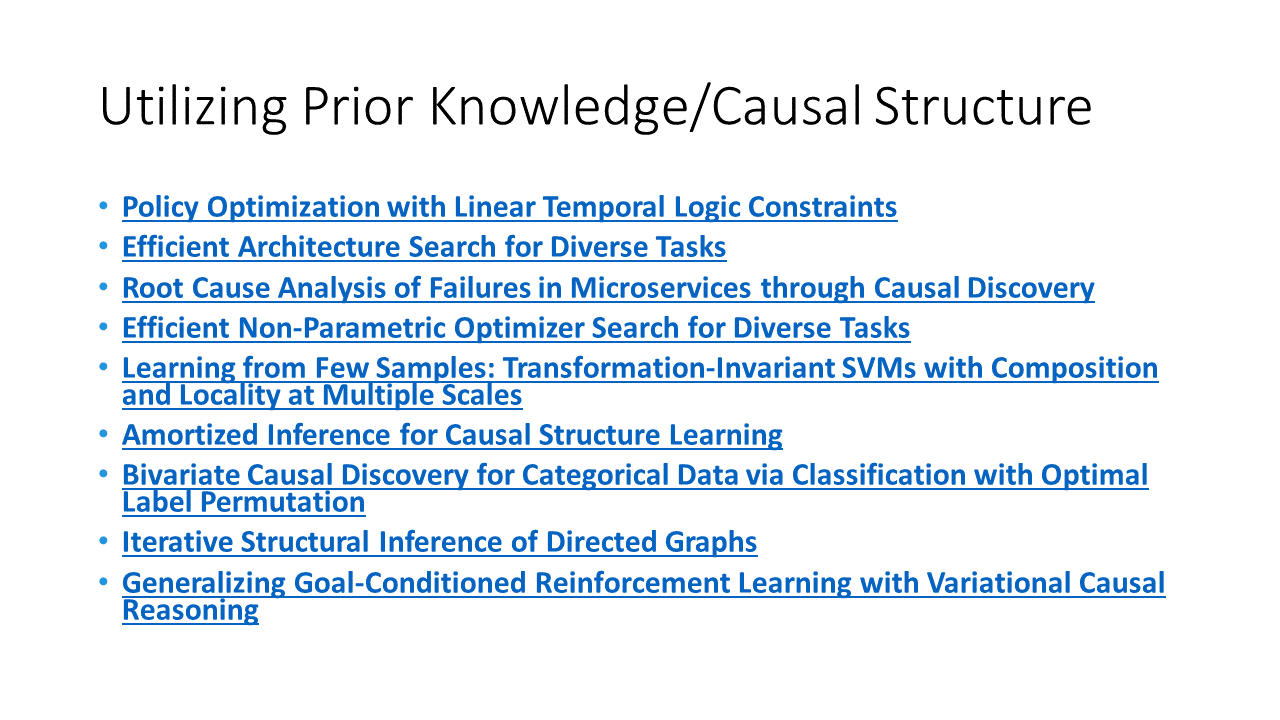 Utilizing Prior Knowledge/Causal Structure
• Policy Optimization with Linear Temporal Logic Constraints
• Efficient Architecture Search for Diverse Tasks
• Root Cause Analysis of Failures in Microservices through Causal Discovery
• Efficient Non-Parametric Optimizer Search for Diverse Tasks
• Learning from Few Samples: Transformation-Invariant SVMs with Composition
and Locality at Multiple Scales
• Amortized Inference for Causal Structure Learning
• Bivariate Causal Discovery for Categorical Data via Classification with Optimal
Label Permutation
• Iterative Structural Inference of Directed Graphs
• Generalizing Goal-Conditioned Reinforcement Learning with Variational Causal
Reasoning